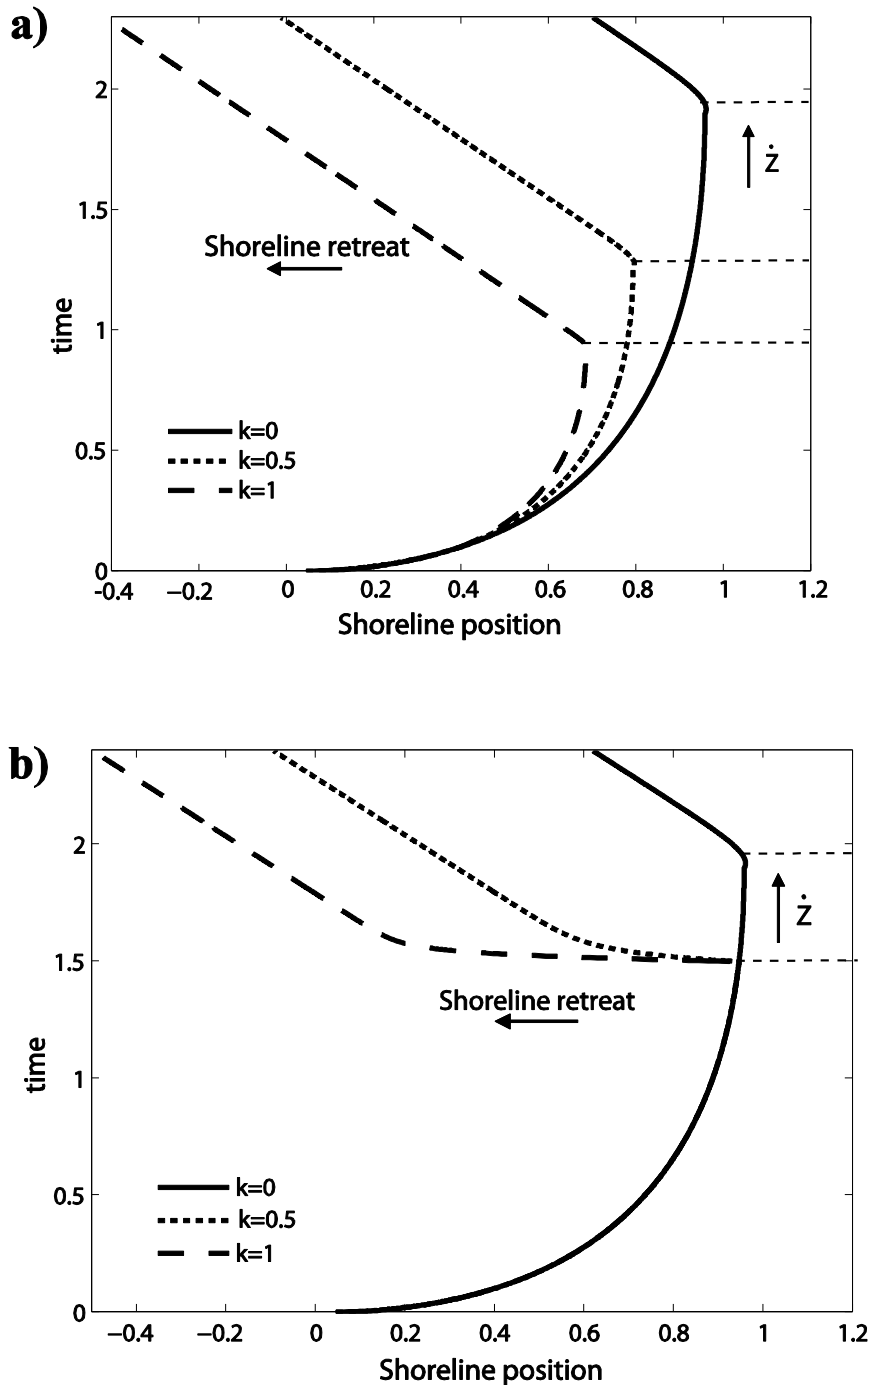 a)
2
ż
1.5
Shoreline retreat
time
1
k=0
0.5
k=0.5
k=1
0
-0.4 −0.2 0 0.2 0.4 0.6 0.8 1 1.2
Shoreline position
b)
2
ż
1.5
Shoreline retreat
time
1
k=0
0.5
k=0.5
k=1
0
−0.4 −0.2 0 0.2 0.4 0.6 0.8 1 1.2
Shoreline position